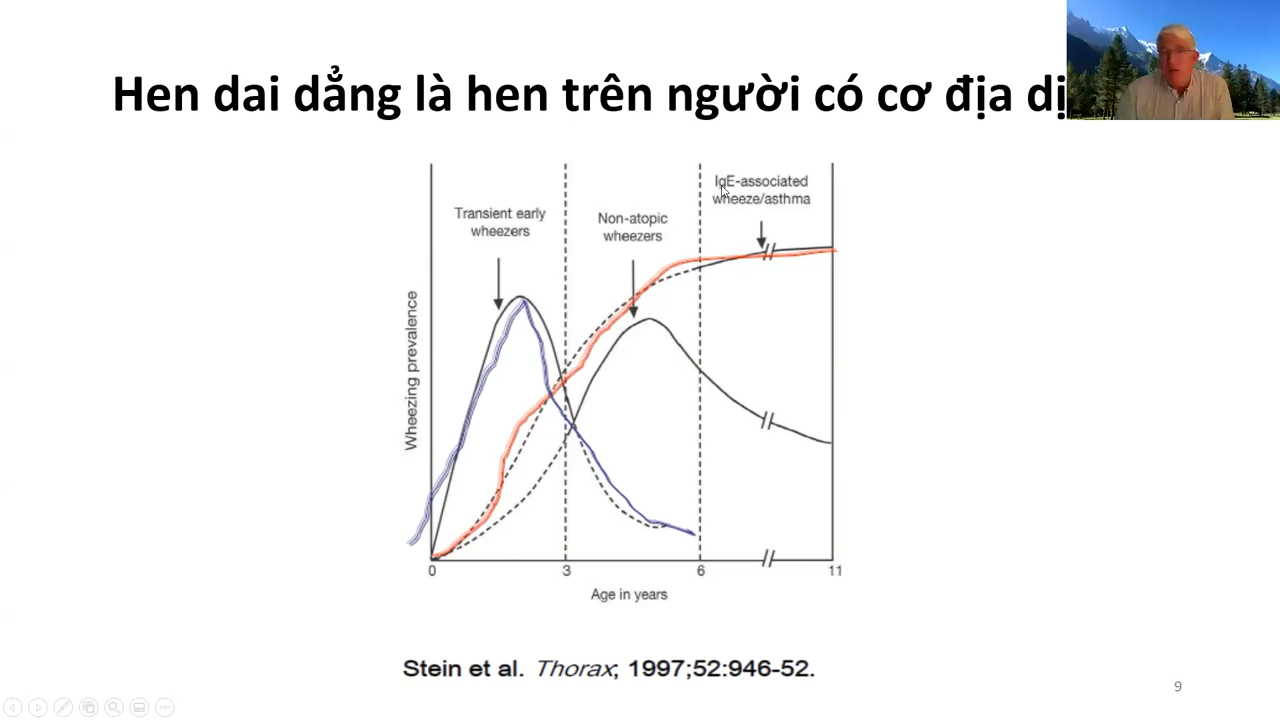 Hen dai dẳng là hen trên người có cơ địa dị
IgE-associated
wheeze/asthma
Transient early
wheezers
Non-atopic
wheezers
Wheezing prevalence
0
3
6
11
Age in years
Stein et al. Thorax, 1997;52:946-52.
9